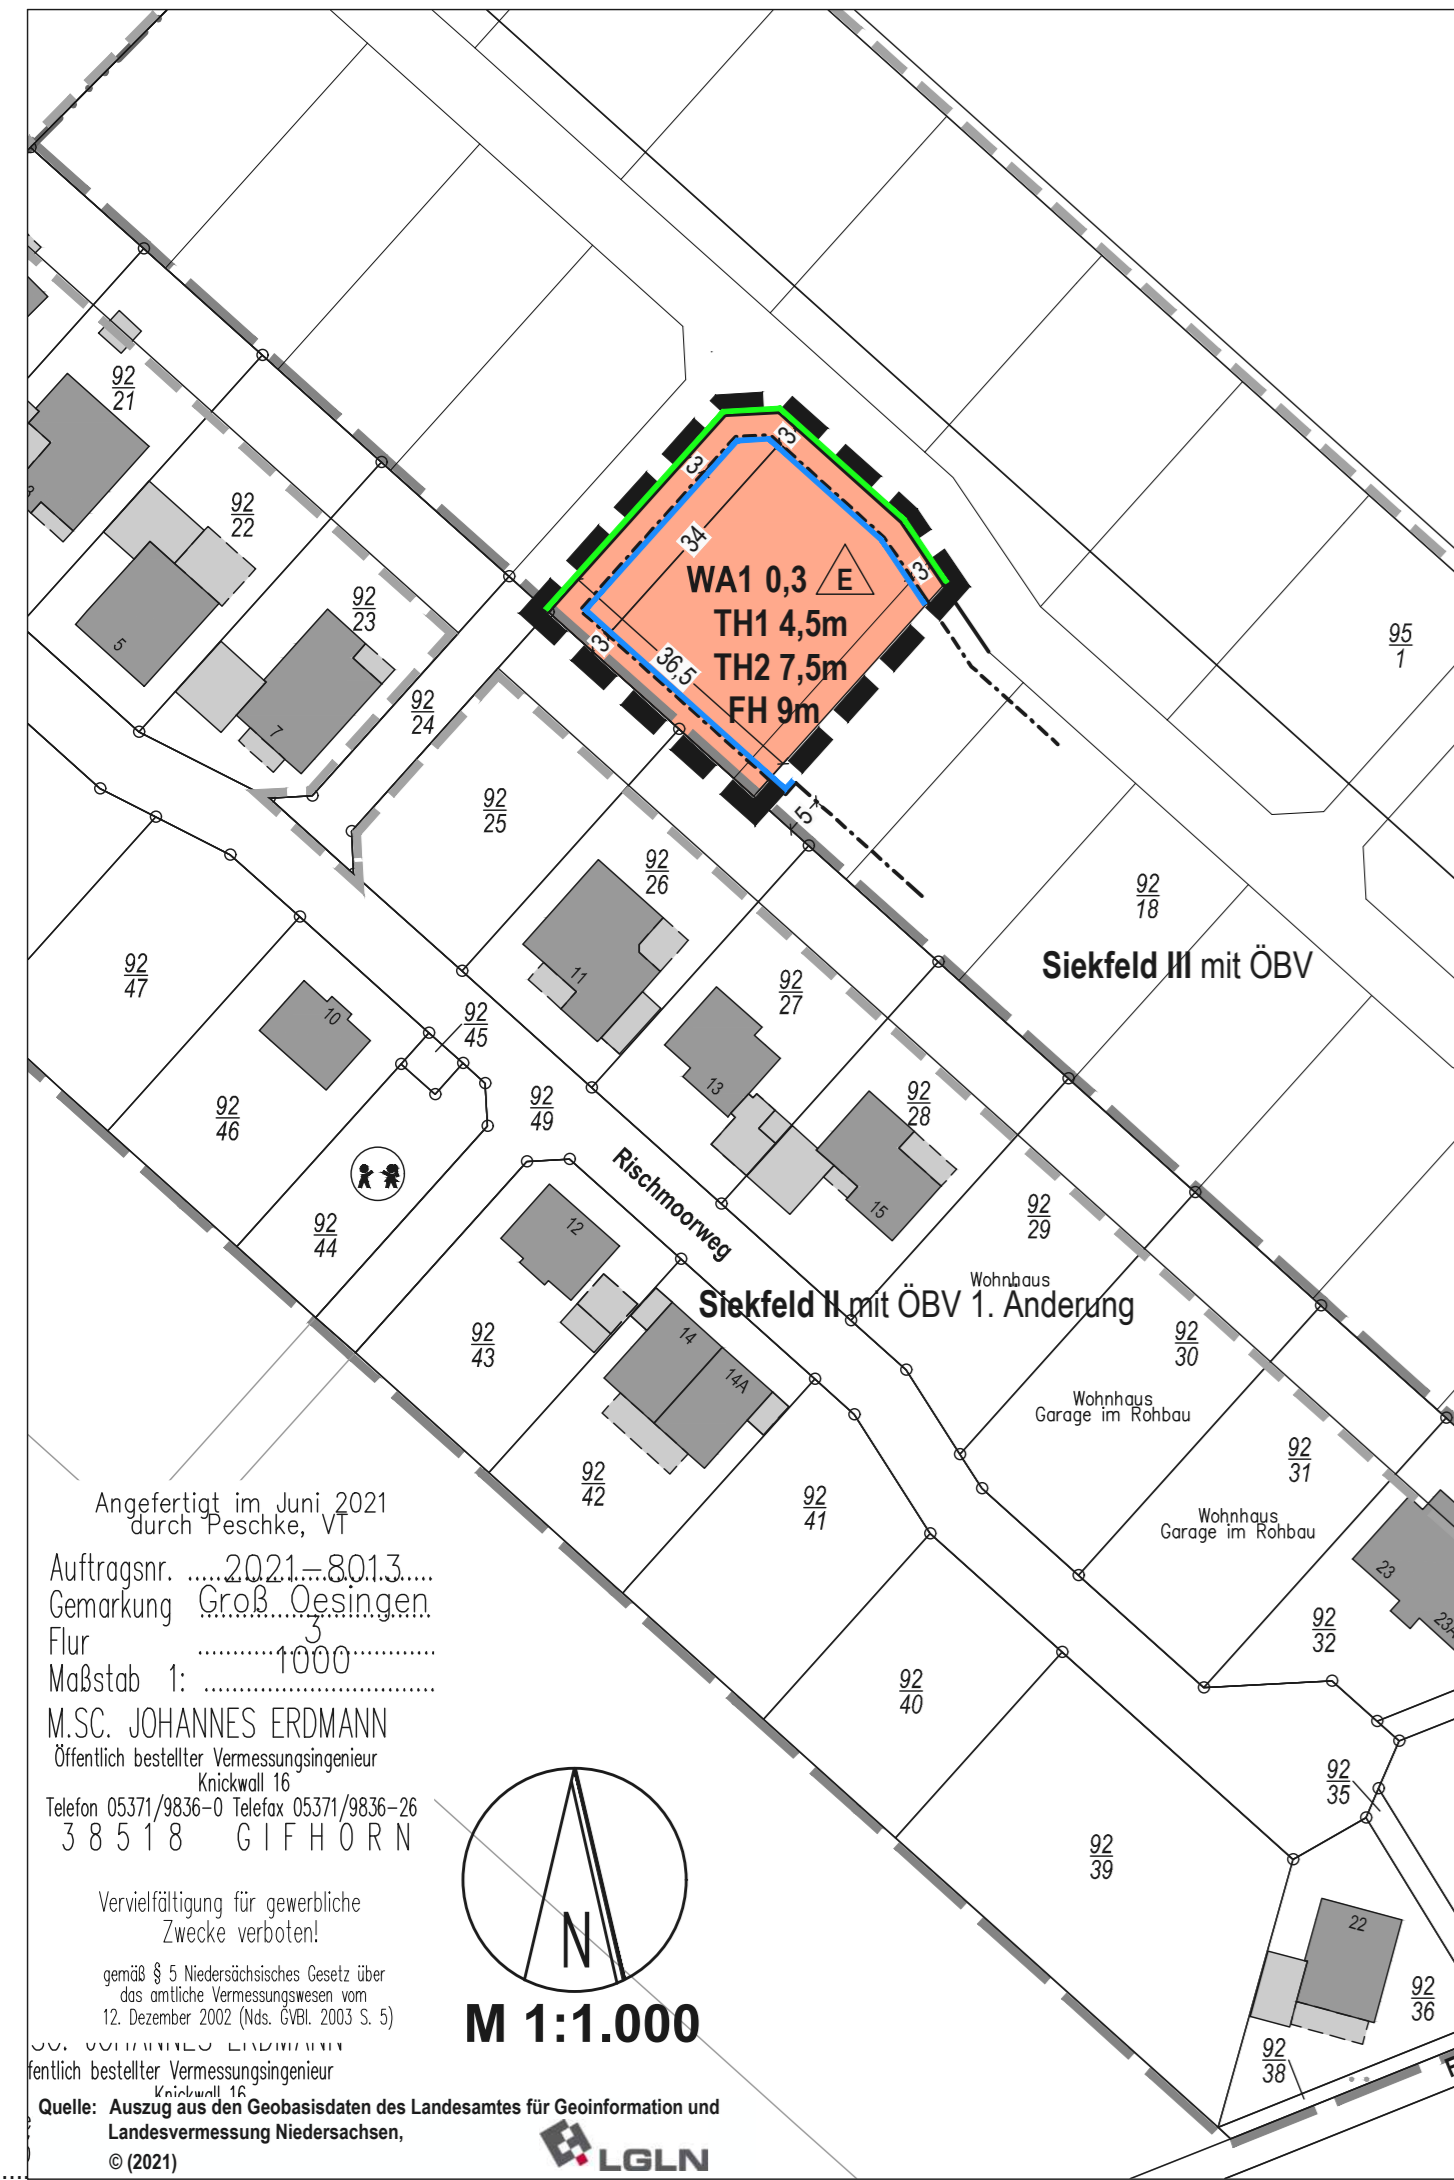 92
21
92
22
92
23
92
24
92
25
92
26
92
27
92
28
92
29
92
30
92
31
92
32
92
35
92
36
92
38
92
39
92
40
92
41
92
42
92
43
92
44
92
45
92
46
92
47
92
49
92
18
95
1
5
7
10
11
12
13
14
14A
15
22
23
3
3
34
3
3
36,5
5
WA1 0,3 E
TH1 4,5m
TH2 7,5m
FH 9m
Siekfeld III mit ÖBV
Rischmoorweg
Siekfeld II mit ÖBV 1. Änderung
Wohnhaus
Wohnhaus
Garage im Rohbau
Wohnhaus
Garage im Rohbau
Angefertigt im Juni 2021
durch Peschke, VT
Auftragsnr. 2021-8013
Gemarkung Groß Oesingen
Flur 3
Maßstab 1: 1000
M.SC. JOHANNES ERDMANN
Öffentlich bestellter Vermessungsingenieur
Knickwall 16
Telefon 05371/9836-0 Telefax 05371/9836-26
38518 GIFHORN
Vervielfältigung für gewerbliche
Zwecke verboten!
gemäß § 5 Niedersächsisches Gesetz über
das amtliche Vermessungswesen vom
12. Dezember 2002 (Nds. GVBl. 2003 S. 5)
N
M 1:1.000
JOHANNES ERDMANN
fentlich bestellter Vermessungsingenieur
Knickwall 16
Quelle: Auszug aus den Geobasisdaten des Landesamtes für Geoinformation und
Landesvermessung Niedersachsen,
© (2021)
LGLN